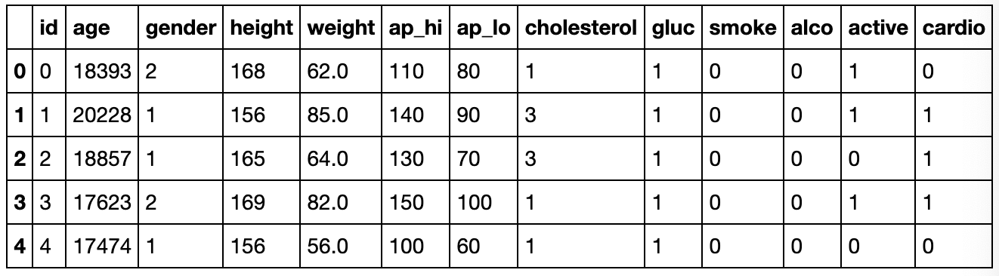 id age gender height weight ap_hi ap_lo cholesterol gluc smoke alco active cardio
0 0 18393 2 168 62.0 110 80 1 1 0 0 1 0
1 1 20228 1 156 85.0 140 90 3 1 0 0 1 1
2 2 18857 1 165 64.0 130 70 3 1 0 0 0 1
3 3 17623 2 169 82.0 150 100 1 1 0 0 1 1
4 4 17474 1 156 56.0 100 60 1 1 0 0 0 0